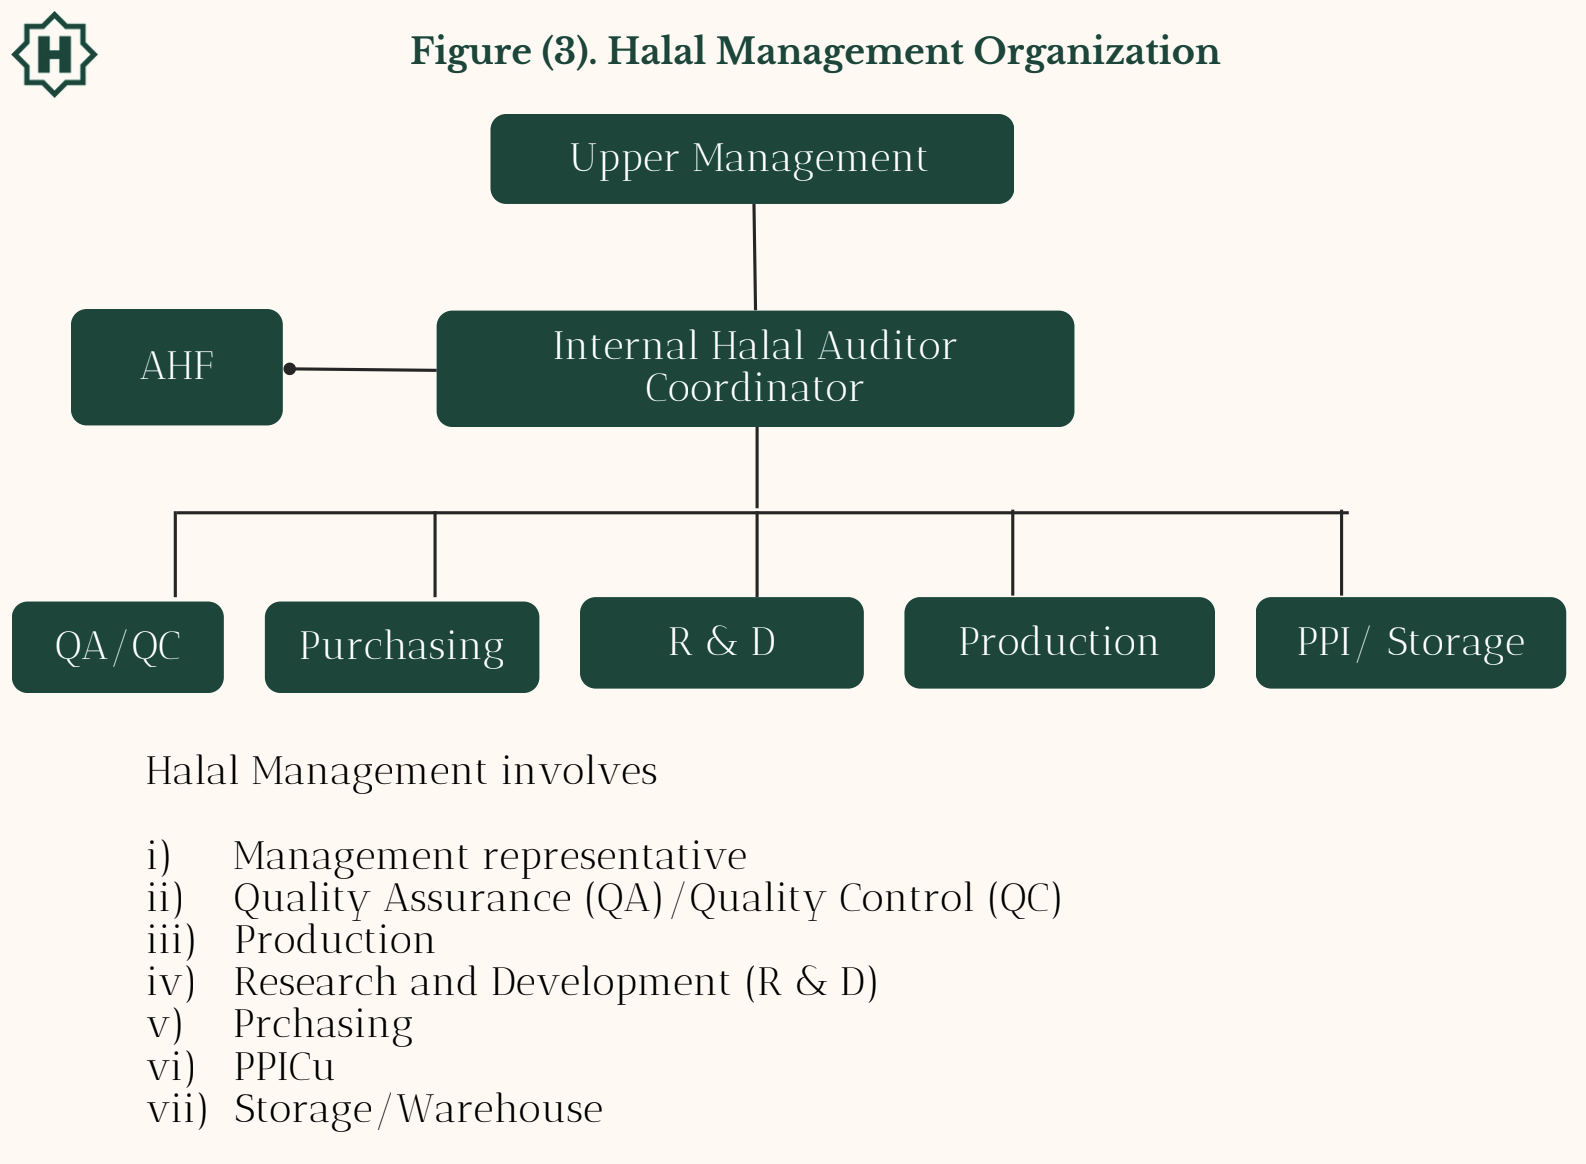 H
Figure (3). Halal Management Organization
Upper Management
AHF
Internal Halal Auditor
Coordinator
QA/QC
Purchasing
R & D
Production
PPI/ Storage
Halal Management involves
i) Management representative
ii) Quality Assurance (QA)/Quality Control (QC)
iii) Production
iv) Research and Development (R & D)
v) Prchasing
vi) PPICu
vii) Storage/Warehouse